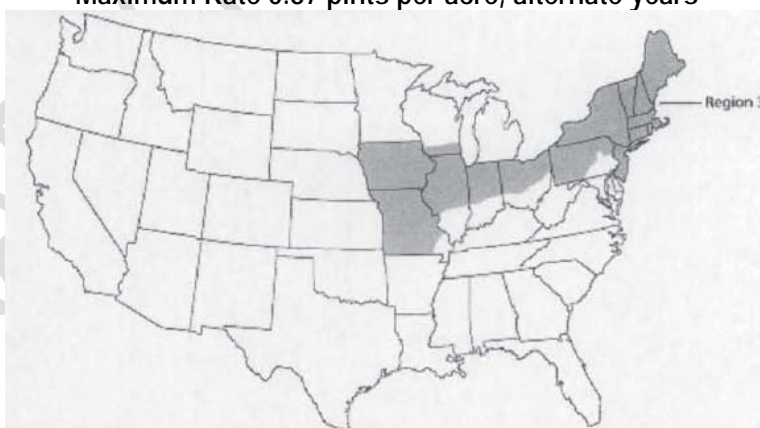 Maximum Rate 0.67 pints per acre, alternate years
Region 3